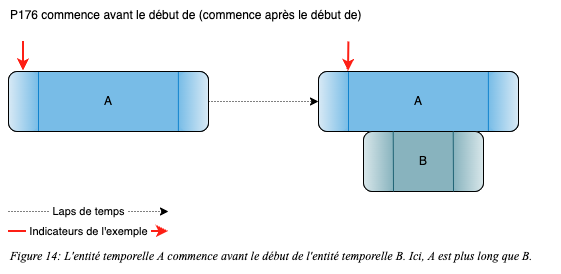 P176 commence avant le début de (commence après le début de)
A
A
B
Laps de temps
Indicateurs de l'exemple
Figure 14: L'entité temporelle A commence avant le début de l'entité temporelle B. Ici, A est plus long que B.